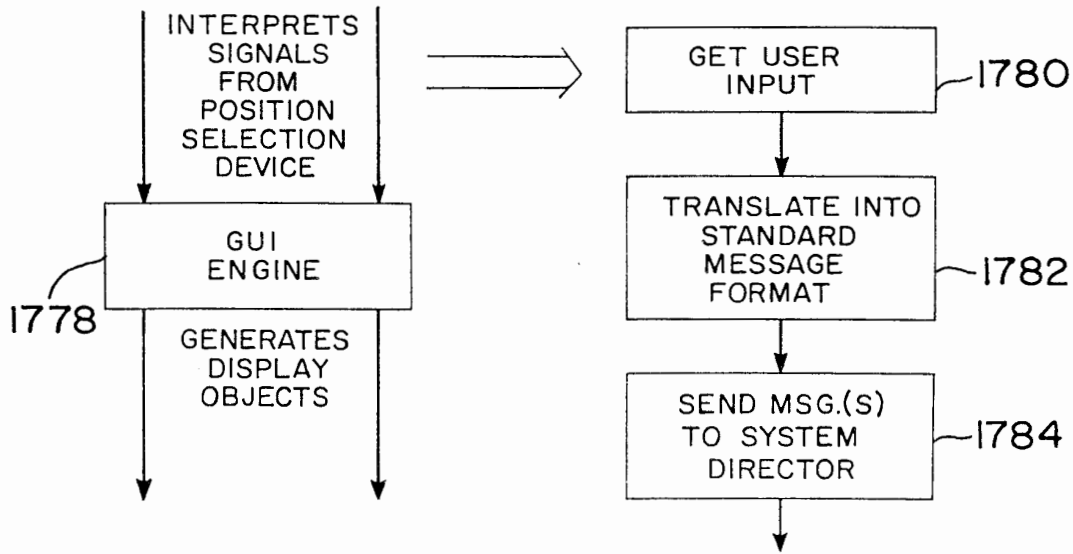 INTERPRETS
SIGNALS
FROM
POSITION
SELECTION
DEVICE
GUI
ENGINE
1778
GENERATES
DISPLAY
OBJECTS
GET USER
INPUT
1780
TRANSLATE INTO
STANDARD
MESSAGE
FORMAT
1782
SEND MSG.(S)
TO SYSTEM
DIRECTOR
1784